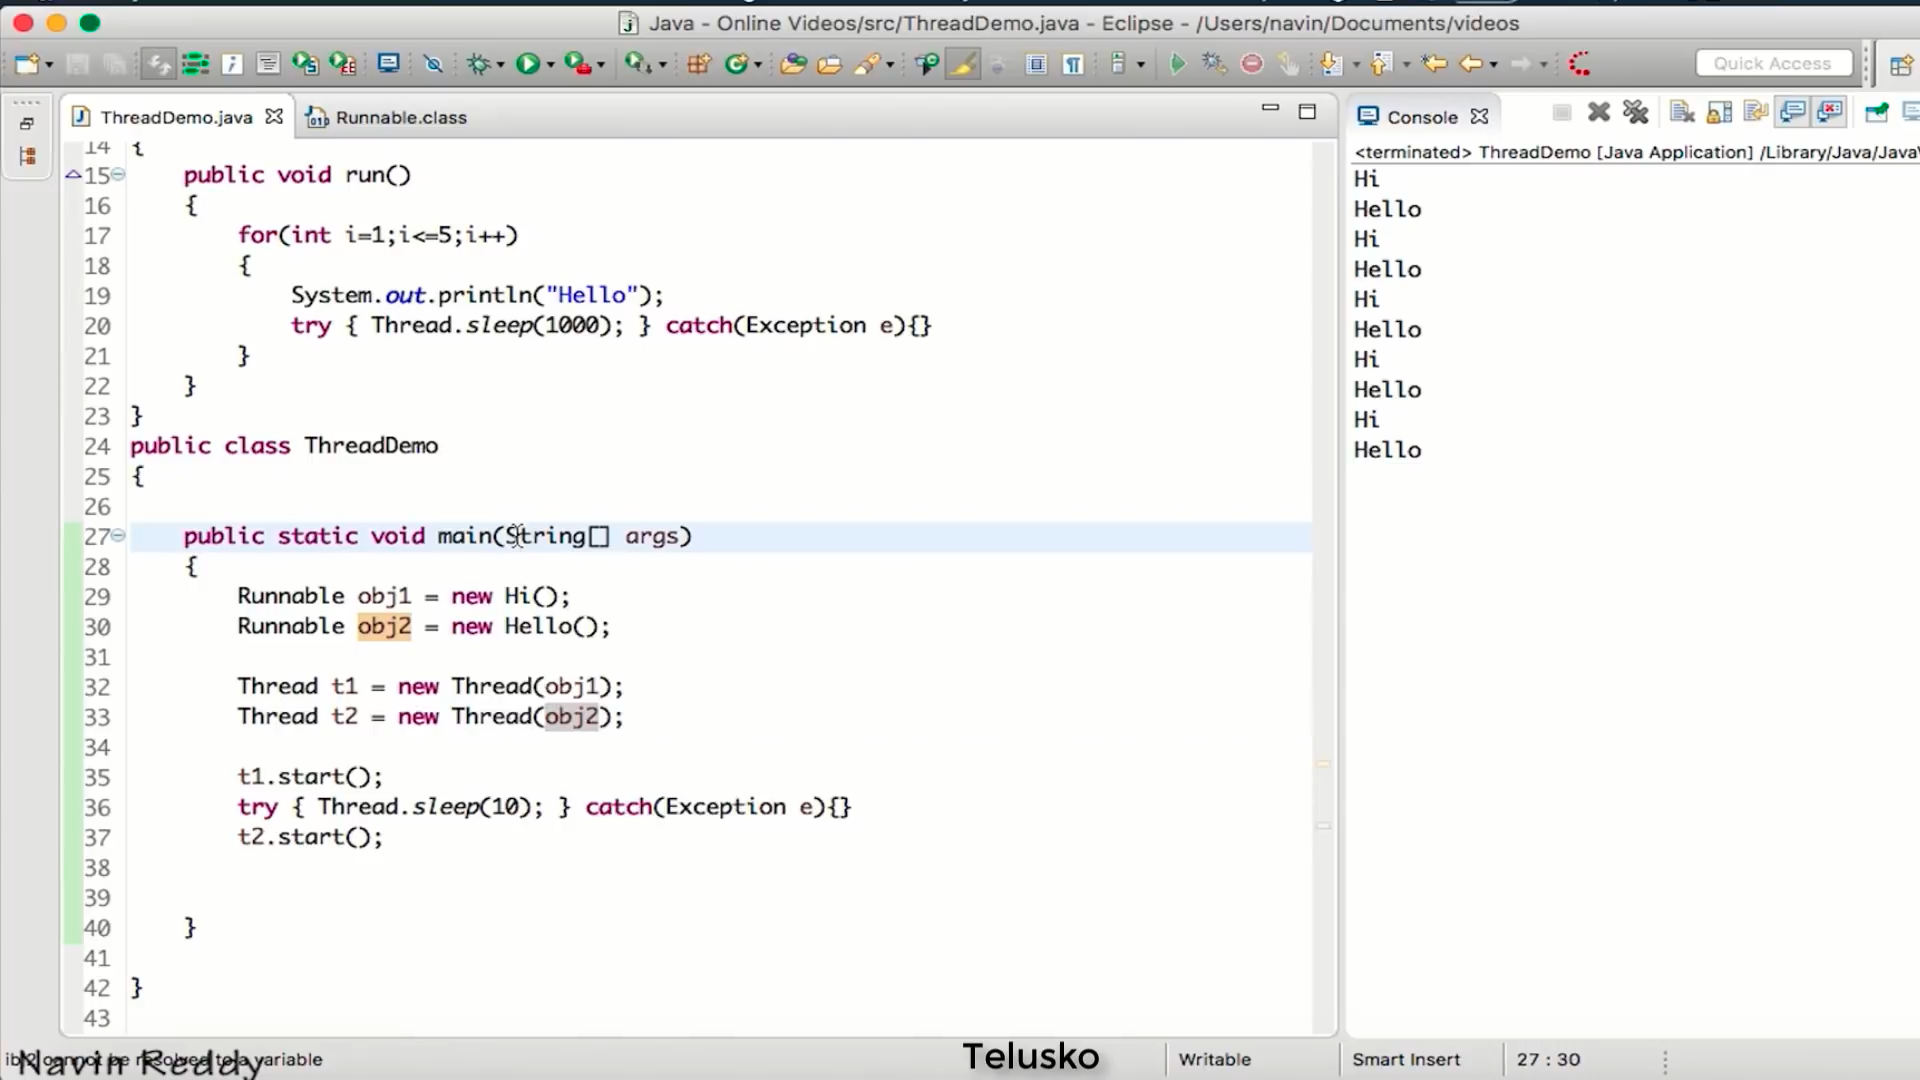 Java - Online Videos/src/ThreadDemo.java - Eclipse - /Users/navin/Documents/videos
Quick Access
ThreadDemo.java
Runnable.class
14 {
15 public void run()
16 {
17 for(int i=1;i<=5;i++)
18 {
19 System.out.println("Hello");
20 try { Thread.sleep(1000); } catch(Exception e){}
21 }
22 }
23 }
24 public class ThreadDemo
25 {
26
27 public static void main(String[] args)
28 {
29 Runnable obj1 = new Hi();
30 Runnable obj2 = new Hello();
31
32 Thread t1 = new Thread(obj1);
33 Thread t2 = new Thread(obj2);
34
35 t1.start();
36 try { Thread.sleep(10); } catch(Exception e){}
37 t2.start();
38
39
40 }
41
42 }
43
Console
<terminated> ThreadDemo [Java Application] /Library/Java/Java
Hi
Hello
Hi
Hello
Hi
Hello
Hi
Hello
Hi
Hello
cannot be resolved to a variable
Navin Reddy
Telusko
Writable
Smart Insert
27 : 30